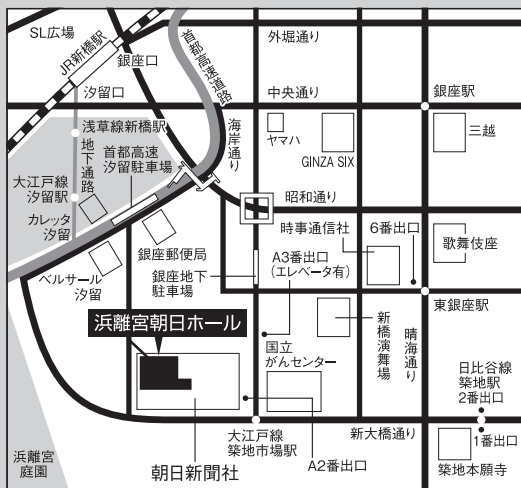 SL広場
JR新橋駅
銀座口
汐留口
首都高速道路
外堀通り
中央通り
銀座駅
浅草線新橋駅
地下通路
首都高速
汐留駐車場
海岸通り
ヤマハ
GINZA SIX
三越
大江戸線
汐留駅
カレッタ
汐留
昭和通り
時事通信社
6番出口
歌舞伎座
銀座郵便局
A3番出口
(エレベータ有)
ベルサール
汐留
銀座地下
駐車場
東銀座駅
浜離宮朝日ホール
国立
がんセンター
新橋演舞場
晴海通り
日比谷線
築地駅
2番出口
大江戸線
築地市場駅
新大橋通り
1番出口
浜離宮
庭園
朝日新聞社
A2番出口
築地本願寺